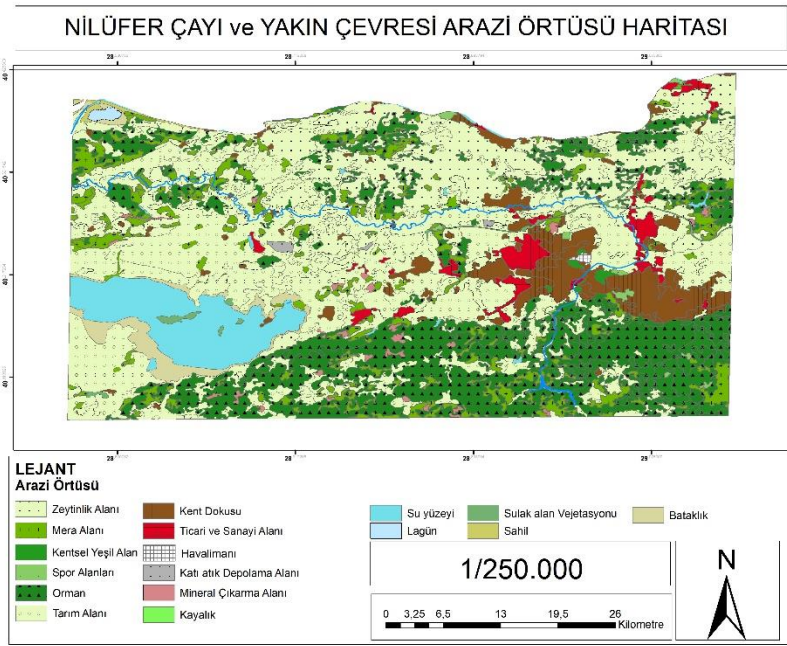 NİLÜFER ÇAYI ve YAKIN ÇEVRESİ ARAZİ ÖRTÜSÜ HARİTASI
LEJANT
Arazi Örtüsü
Zeytinlik Alanı
Mera Alanı
Kentsel Yeşil Alan
Spor Alanları
Orman
Tarım Alanı
Kent Dokusu
Ticari ve Sanayi Alanı
Havalimanı
Katı atık Depolama Alanı
Mineral Çıkarma Alanı
Kayalık
Su yüzeyi
Lagün
Sulak alan Vejetasyonu
Sahil
Bataklık
1/250.000
0 3,25 6,5 13 19,5 26
Kilometre
N